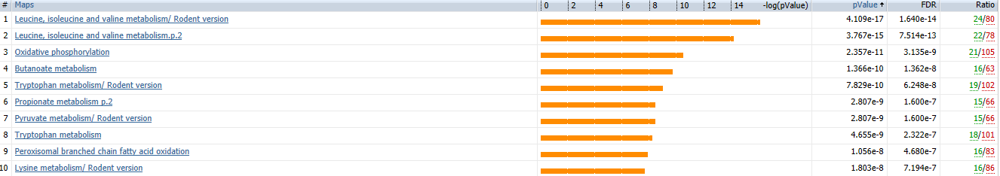 # Maps 0 2 4 6 8 10 12 14 -log(pValue) pValue FDR Ratio
1 Leucine, isoleucine and valine metabolism/ Rodent version 4.109e-17 1.640e-14 24/80
2 Leucine, isoleucine and valine metabolism.p.2 3.767e-15 7.514e-13 22/78
3 Oxidative phosphorylation 2.357e-11 3.135e-9 21/105
4 Butanoate metabolism 1.366e-10 1.362e-8 16/63
5 Tryptophan metabolism/ Rodent version 7.829e-10 6.248e-8 19/102
6 Propionate metabolism p.2 2.807e-9 1.600e-7 15/66
7 Pyruvate metabolism/ Rodent version 2.807e-9 1.600e-7 15/66
8 Tryptophan metabolism 4.655e-9 2.322e-7 18/101
9 Peroxisomal branched chain fatty acid oxidation 1.056e-8 4.680e-7 16/83
10 Lysine metabolism/ Rodent version 1.803e-8 7.194e-7 16/86